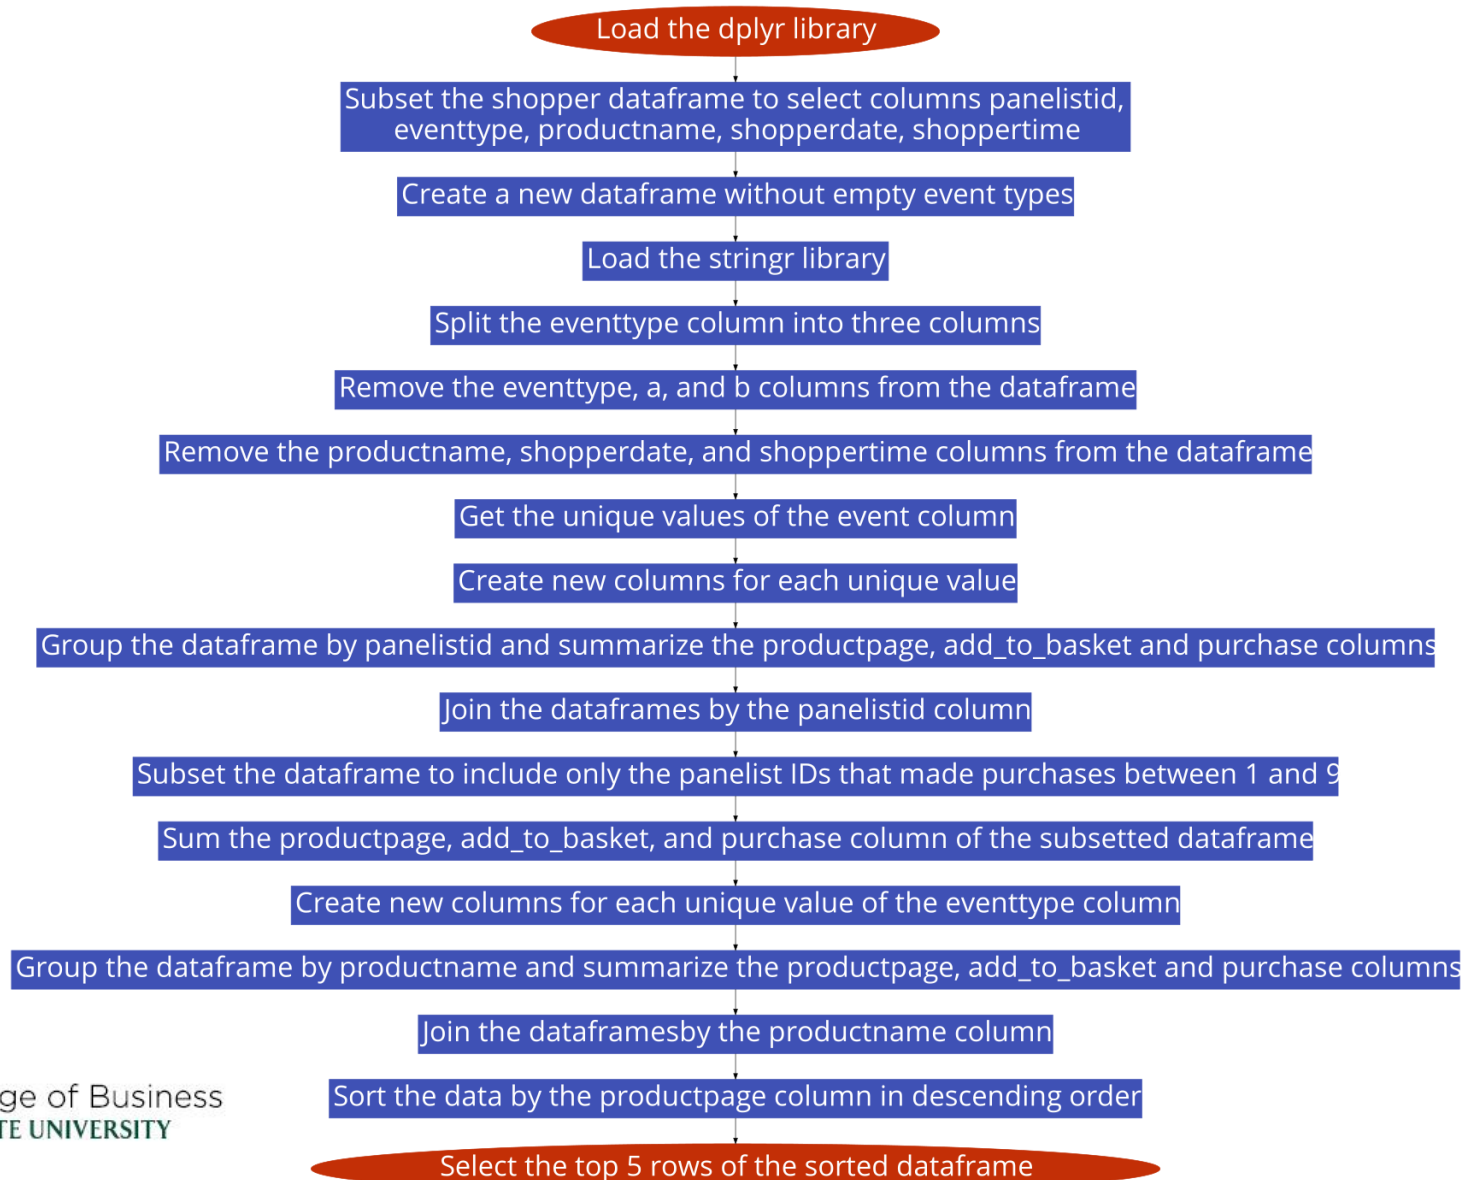 Load the dplyr library
Subset the shopper dataframe to select columns panelistid,
eventtype, productname, shopperdate, shoppertime
Create a new dataframe without empty event types
Load the stringr library
Split the eventtype column into three columns
Remove the eventtype, a, and b columns from the dataframe
Remove the productname, shopperdate, and shoppertime columns from the dataframe
Get the unique values of the event column
Create new columns for each unique value
Group the dataframe by panelistid and summarize the productpage, add_to_basket and purchase columns
Join the dataframes by the panelistid column
Subset the dataframe to include only the panelist IDs that made purchases between 1 and 9
Sum the productpage, add_to_basket, and purchase column of the subsetted dataframe
Create new columns for each unique value of the eventtype column
Group the dataframe by productname and summarize the productpage, add_to_basket and purchase columns
Join the dataframesby the productname column
Sort the data by the productpage column in descending order
Select the top 5 rows of the sorted dataframe
ge of Business
TE UNIVERSITY